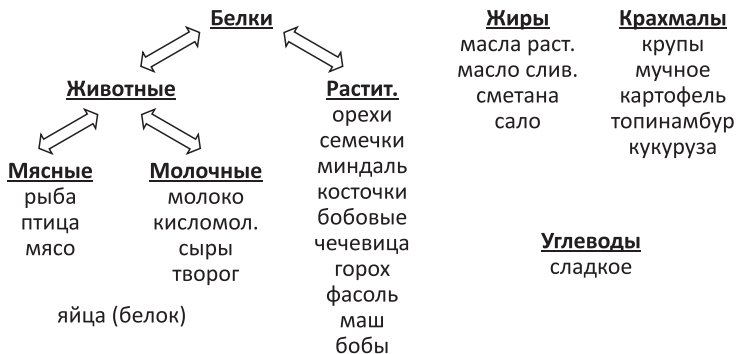 Белки
Животные
Мясные
рыба
птица
мясо
Молочные
молоко
кисломол.
сыры
творог
яйца (белок)
Растит.
орехи
семечки
миндаль
косточки
бобовые
чечевица
горох
фасоль
маш
бобы
Жиры
масла раст.
масло слив.
сметана
сало
Крахмалы
крупы
мучное
картофель
топинамбур
кукуруза
Углеводы
сладкое